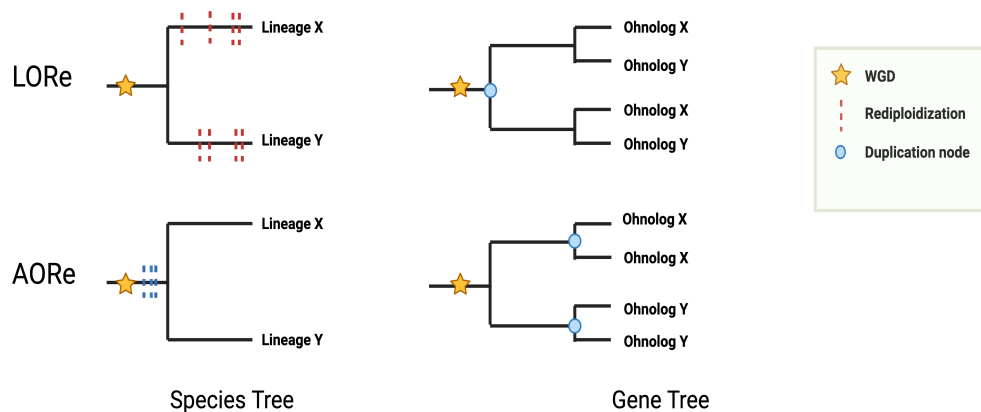 LORe
Lineage X
Lineage Y
Ohnolog X
Ohnolog Y
Ohnolog X
Ohnolog Y
WGD
Rediploidization
Duplication node
AORe
Lineage X
Lineage Y
Ohnolog X
Ohnolog X
Ohnolog Y
Ohnolog Y
Species Tree
Gene Tree